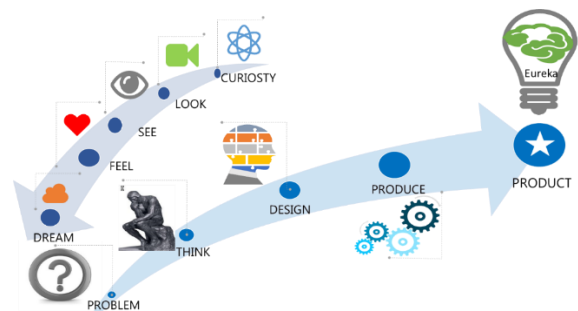 CURIOSTY
LOOK
SEE
FEEL
DREAM
PROBLEM
THINK
DESIGN
PRODUCE
PRODUCT
Eureka